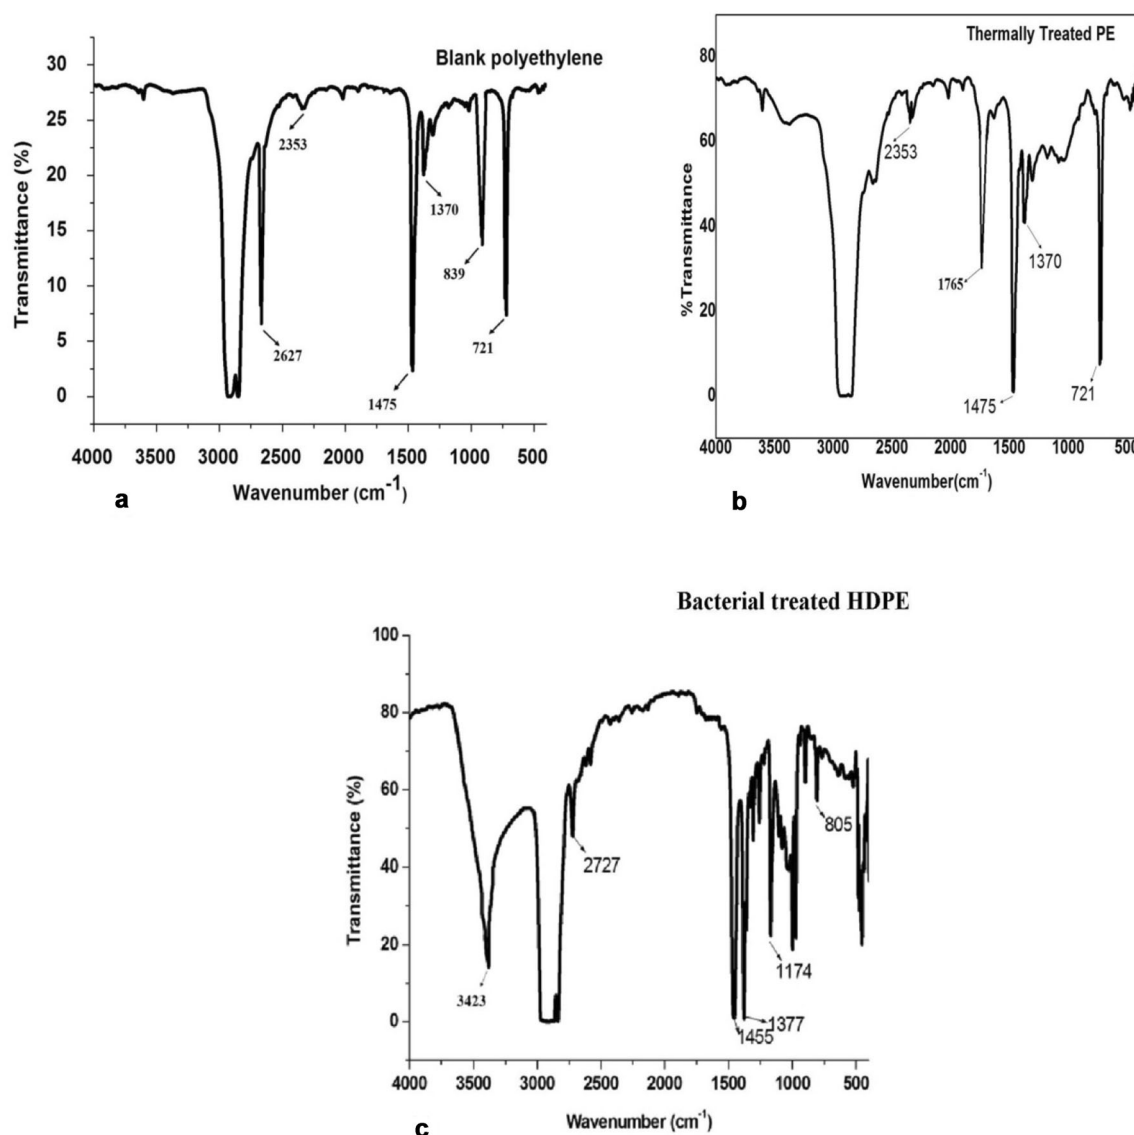 Blank polyethylene
Transmittance (%)
30
25
20
15
10
5
0
2353
1370
839
2627
721
1475
4000 3500 3000 2500 2000 1500 1000 500
Wavenumber (cm-1)
a
Thermally Treated PE
%Transmittance
80
60
40
20
0
2353
1765
1370
1475
721
4000 3000 2500 2000 1500 1000 500
Wavenumber(cm-1)
b
Bacterial treated HDPE
Transmittance (%)
100
80
60
40
20
0
2727
805
3423
1174
1377
1455
4000 3500 3000 2500 2000 1500 1000 500
Wavenumber (cm-1)
c